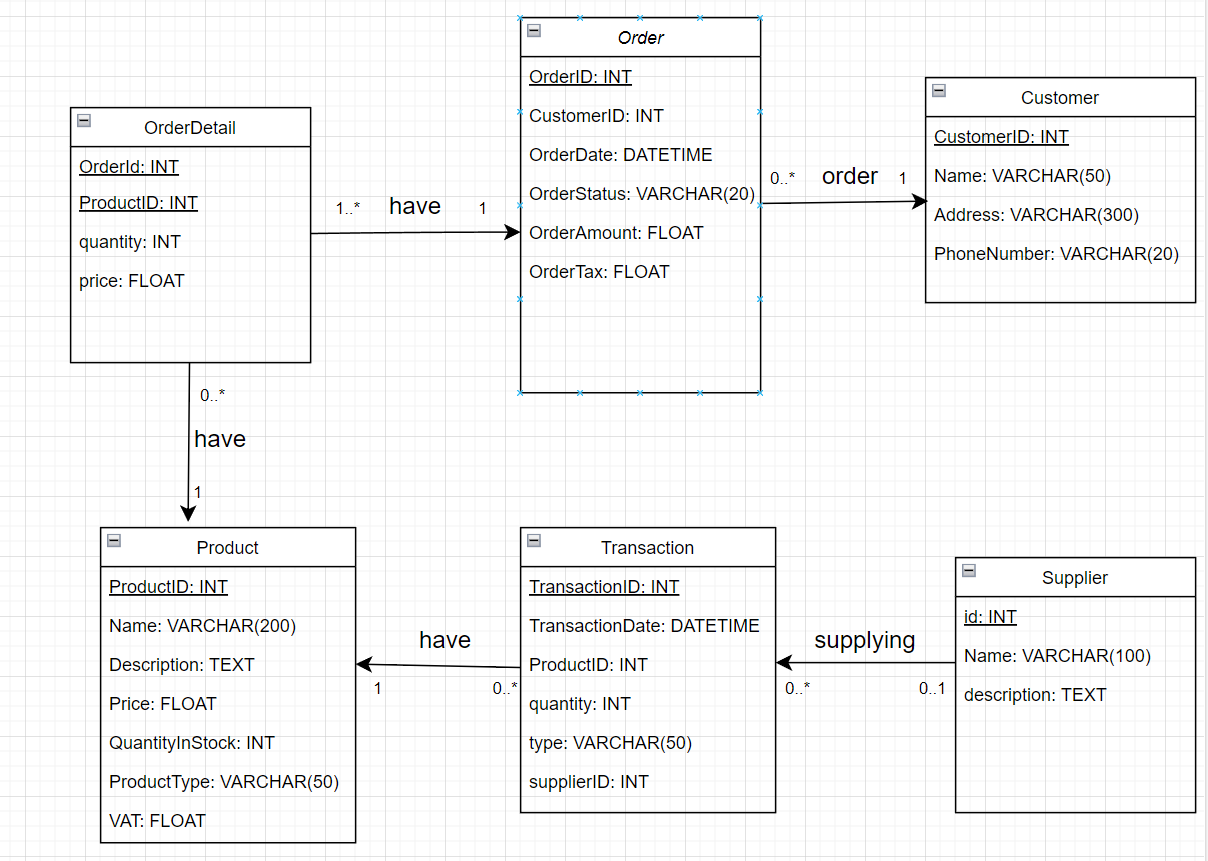 OrderDetail
OrderId: INT
ProductID: INT
quantity: INT
price: FLOAT
1..*
have
1
Order
OrderID: INT
CustomerID: INT
OrderDate: DATETIME
OrderStatus: VARCHAR(20)
OrderAmount: FLOAT
OrderTax: FLOAT
0..*
order
1
Customer
CustomerID: INT
Name: VARCHAR(50)
Address: VARCHAR(300)
PhoneNumber: VARCHAR(20)
0..*
have
1
Product
ProductID: INT
Name: VARCHAR(200)
Description: TEXT
Price: FLOAT
QuantityInStock: INT
ProductType: VARCHAR(50)
VAT: FLOAT
have
1
0..*
Transaction
TransactionID: INT
TransactionDate: DATETIME
ProductID: INT
quantity: INT
type: VARCHAR(50)
supplierID: INT
supplying
0..*
0..1
Supplier
id: INT
Name: VARCHAR(100)
description: TEXT